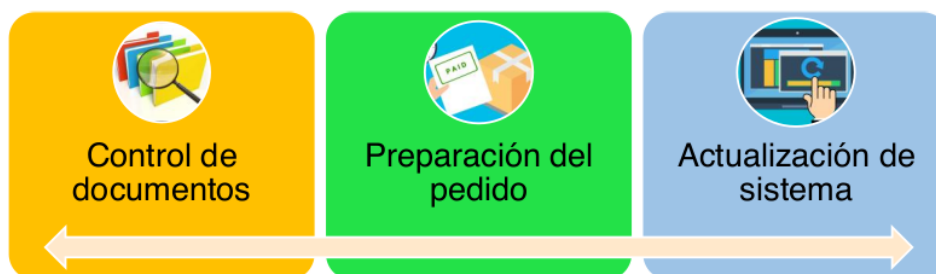 PAID
Control de
documentos
Preparación del
pedido
Actualización de
sistema